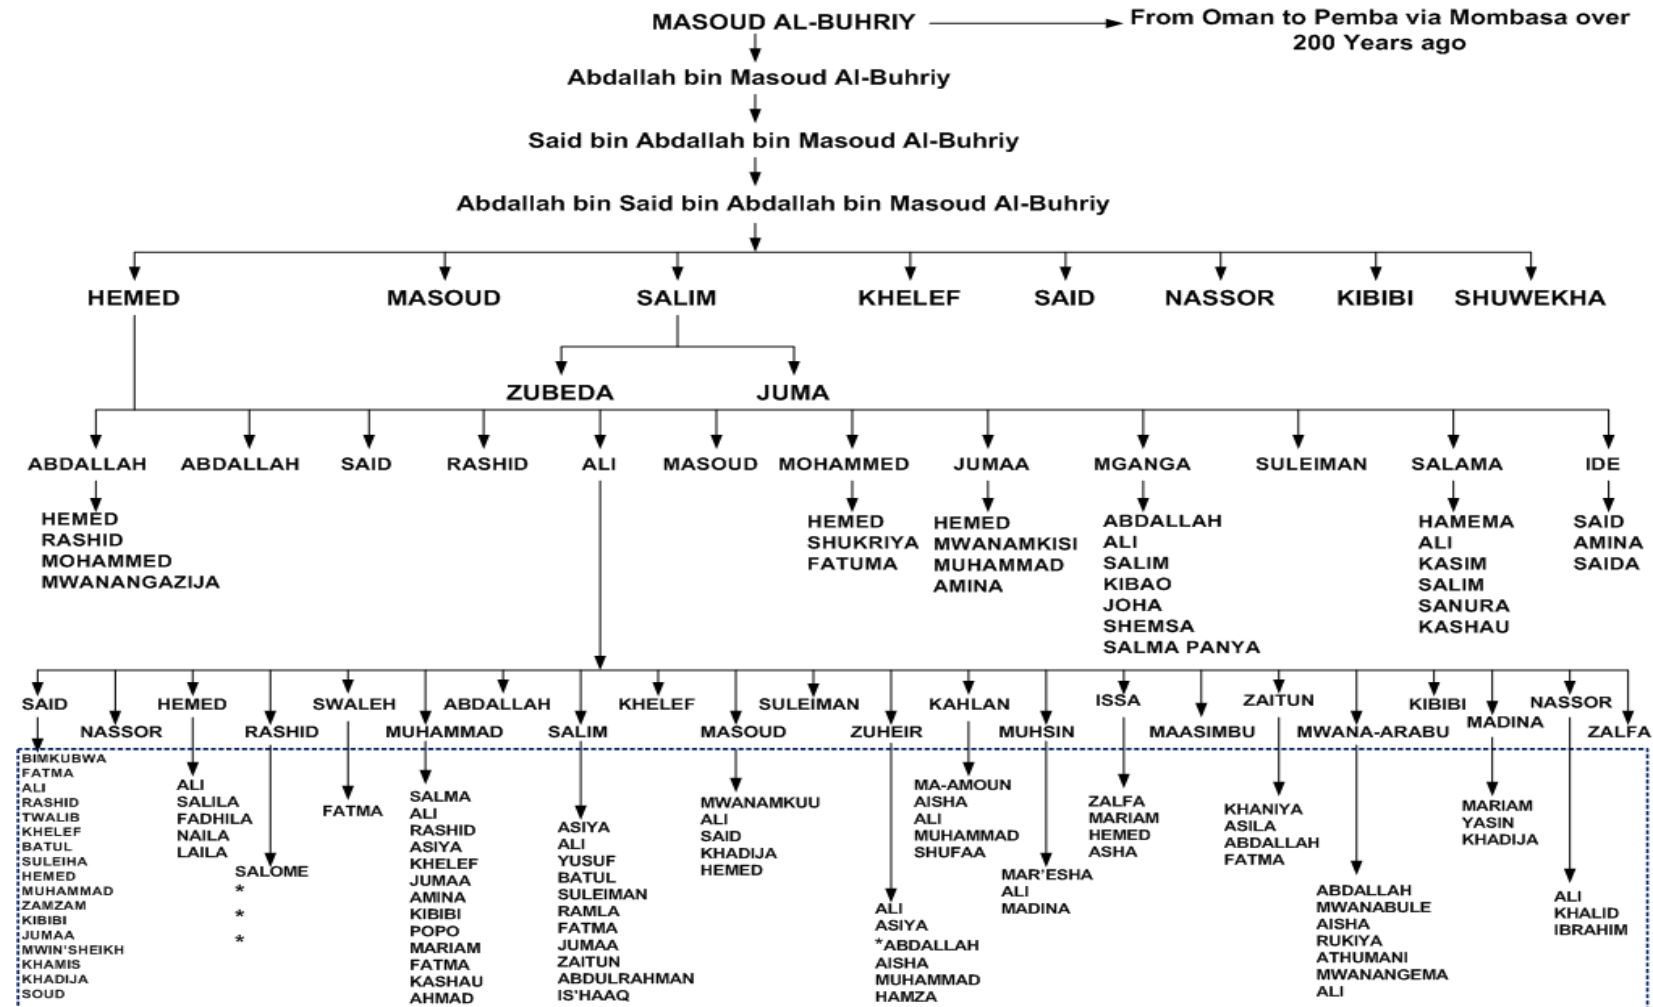 MASOUD AL-BUHRIY
From Oman to Pemba via Mombasa over
200 Years ago
Abdallah bin Masoud Al-Buhriy
Said bin Abdallah bin Masoud Al-Buhriy
Abdallah bin Said bin Abdallah bin Masoud Al-Buhriy
HEMED
MASOUD
SALIM
KHELEF
SAID
NASSOR
KIBIBI
SHUWEKHA
ZUBEDA
JUMA
ABDALLAH
ABDALLAH
SAID
RASHID
ALI
MASOUD
MOHAMMED
JUMAA
MGANGA
SULEIMAN
SALAMA
IDE
HEMED
RASHID
MOHAMMED
MWANANGAZIJA
HEMED
SHUKRIYA
FATUMA
HEMED
MWANAMKISI
MUHAMMAD
AMINA
ABDALLAH
ALI
SALIM
KIBAO
JOHA
SHEMSA
SALMA PANYA
HAMEMA
ALI
KASIM
SALIM
SANURA
KASHAU
SAID
AMINA
SAIDA
SAID
NASSOR
HEMED
RASHID
SWALEH
MUHAMMAD
ABDALLAH
SALIM
KHELEF
MASOUD
SULEIMAN
ZUHEIR
KAHLAN
MUHSIN
ISSA
MAASIMBU
ZAITUN
MWANA-ARABU
KIBIBI
MADINA
NASSOR
ZALFA
BIMKUBWA
FATMA
ALI
RASHID
TWALIB
KHELEF
BATUL
SULEIHA
HEMED
MUHAMMAD
ZAMZAM
KIBIBI
JUMAA
MWIN'SHEIKH
KHAMIS
KHADIJA
SOUD
ALI
SALILA
FADHILA
NAILA
LAILA
SALOME
*
*
*
FATMA
SALMA
ALI
RASHID
ASIYA
KHELEF
JUMAA
AMINA
KIBIBI
POPO
MARIAM
FATMA
KASHAU
AHMAD
ASIYA
ALI
YUSUF
BATUL
SULEIMAN
RAMLA
FATMA
JUMAA
ZAITUN
ABDULRAHMAN
IS'HAAQ
MWANAMKUU
ALI
SAID
KHADIJA
HEMED
ALI
ASIYA
*ABDALLAH
AISHA
MUHAMMAD
HAMZA
MA-AMOUN
AISHA
ALI
MUHAMMAD
SHUFAA
MAR'ESHA
ALI
MADINA
ZALFA
MARIAM
HEMED
ASHA
KHANIYA
ASILA
ABDALLAH
FATMA
ABDALLAH
MWANABULE
AISHA
RUKIYA
ATHUMANI
MWANANGEMA
ALI
MARIAM
YASIN
KHADIJA
ALI
KHALID
IBRAHIM